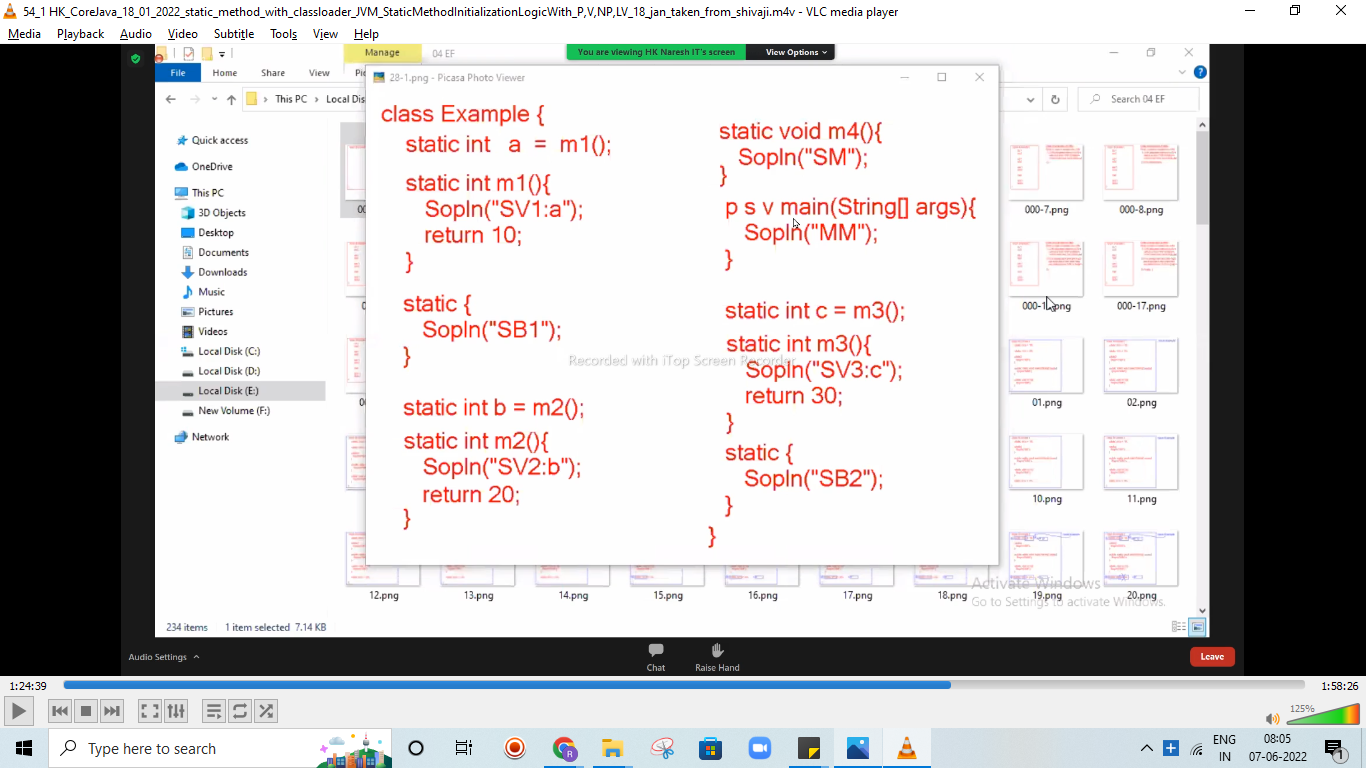 54_1 HK_CoreJava_18_01_2022_static_method_with_classloader_JVM_StaticMethodInitializationLogicWith_P,V,NP,LV_18_jan_taken_from_shivaji.m4v - VLC media player
Media Playback Audio Video Subtitle Tools View Help
Manage 04 EF
You are viewing HK Naresh IT's screen View Options
File Home Share View
28-1.png - Picasa Photo Viewer
This PC Local Dis
Search 04 EF
Quick access
OneDrive
This PC
3D Objects
Desktop
Documents
Downloads
Music
Pictures
Videos
Local Disk (C:)
Local Disk (D:)
Local Disk (E:)
New Volume (F:)
Network
class Example {
static int a = m1();
static int m1(){
Sopln("SV1:a");
return 10;
}
static {
Sopln("SB1");
}
static int b = m2();
static int m2(){
Sopln("SV2:b");
return 20;
}
static void m4(){
Sopln("SM");
}
p s v main(String[] args){
Sopln("MM");
}
static int c = m3();
static int m3(){
Sopln("SV3:c");
return 30;
}
static {
Sopln("SB2");
}
}
Recorded with iTop Screen Recorder
000-7.png 000-8.png
000-17.png
01.png 02.png
10.png 11.png
12.png 13.png 14.png 15.png 16.png 17.png 18.png 19.png 20.png
Activate Windows
Go to Settings to activate Windows.
234 items 1 item selected 7.14 KB
Audio Settings
Chat
Raise Hand
Leave
1:24:39
1:58:26
125%
Type here to search
ENG
IN
08:05
07-06-2022
1